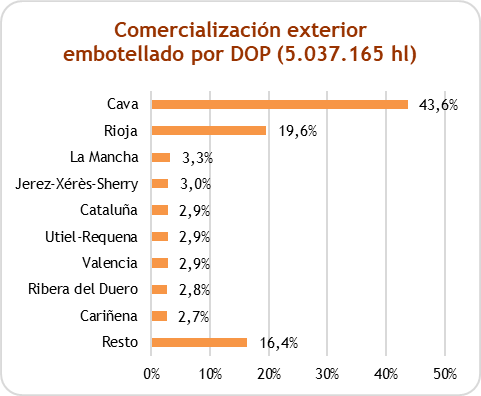 Comercialización exterior
embotellado por DOP (5.037.165 hl)
Cava 43,6%
Rioja 19,6%
La Mancha 3,3%
Jerez-Xérès-Sherry 3,0%
Cataluña 2,9%
Utiel-Requena 2,9%
Valencia 2,9%
Ribera del Duero 2,8%
Cariñena 2,7%
Resto 16,4%
0% 10% 20% 30% 40% 50%